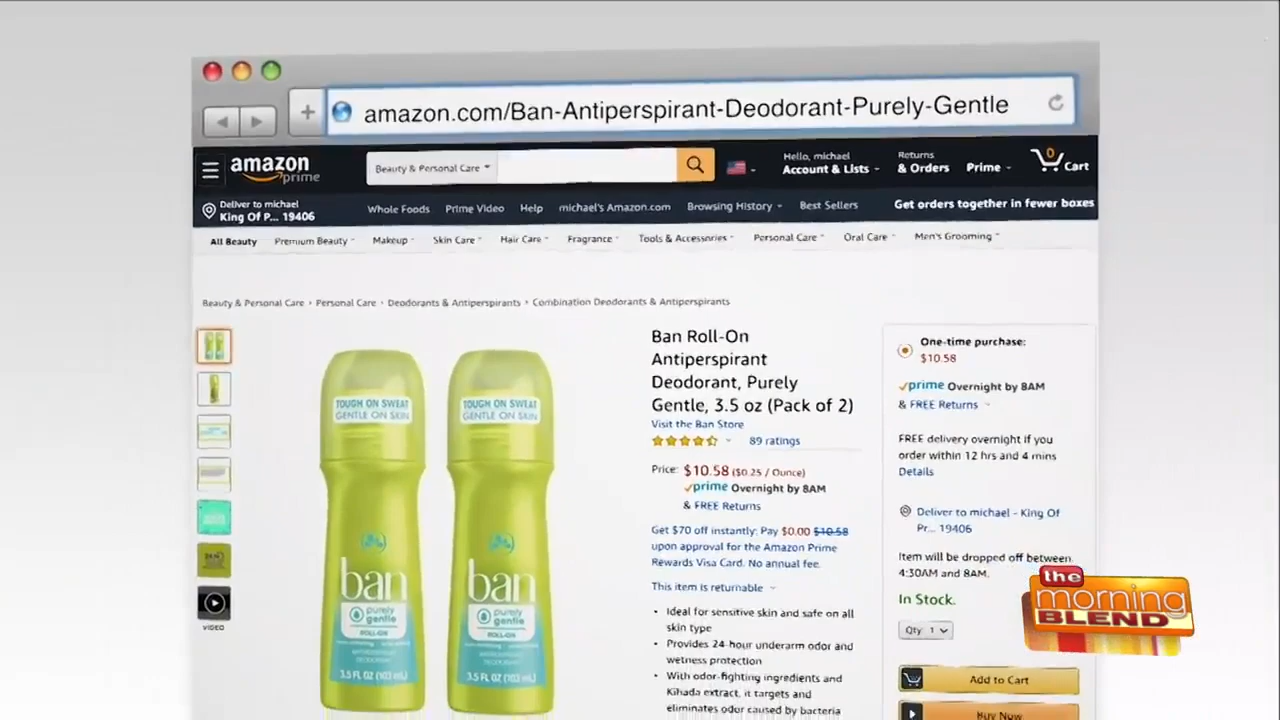 amazon.com/Ban-Antiperspirant-Deodorant-Purely-Gentle
amazon
prime
Beauty & Personal Care
Hello, michael
Account & Lists
Returns
& Orders
Prime
0
Cart
Deliver to michael
King Of P... 19406
Whole Foods
Prime Video
Help
michael's Amazon.com
Browsing History
Best Sellers
Get orders together in fewer boxes
All Beauty
Premium Beauty
Makeup
Skin Care
Hair Care
Fragrance
Tools & Accessories
Personal Care
Oral Care
Men's Grooming
Beauty & Personal Care › Personal Care › Deodorants & Antiperspirants › Combination Deodorants & Antiperspirants
VIDEO
TOUGH ON SWEAT
GENTLE ON SKIN
ban
purely
gentle
ROLL-ON
3.5 FL OZ (103 mL)
TOUGH ON SWEAT
GENTLE ON SKIN
ban
purely
gentle
ROLL-ON
3.5 FL OZ (103 mL)
Ban Roll-On
Antiperspirant
Deodorant, Purely
Gentle, 3.5 oz (Pack of 2)
Visit the Ban Store
89 ratings
Price: $10.58 ($0.25 / Ounce)
prime Overnight by 8AM
& FREE Returns
Get $70 off instantly: Pay $0.00 $10.58
upon approval for the Amazon Prime
Rewards Visa Card. No annual fee.
This item is returnable
• Ideal for sensitive skin and safe on all
skin type
• Provides 24-hour underarm odor and
wetness protection
• With odor-fighting ingredients and
Kihada extract, it targets and
eliminates odor caused by bacteria
One-time purchase:
$10.58
prime Overnight by 8AM
& FREE Returns
FREE delivery overnight if you
order within 12 hrs and 4 mins
Details
Deliver to michael - King Of
Pr... 19406
Item will be dropped off between
4:30AM and 8AM.
In Stock.
Qty: 1
Add to Cart
Buy Now
the
morning
BLEND